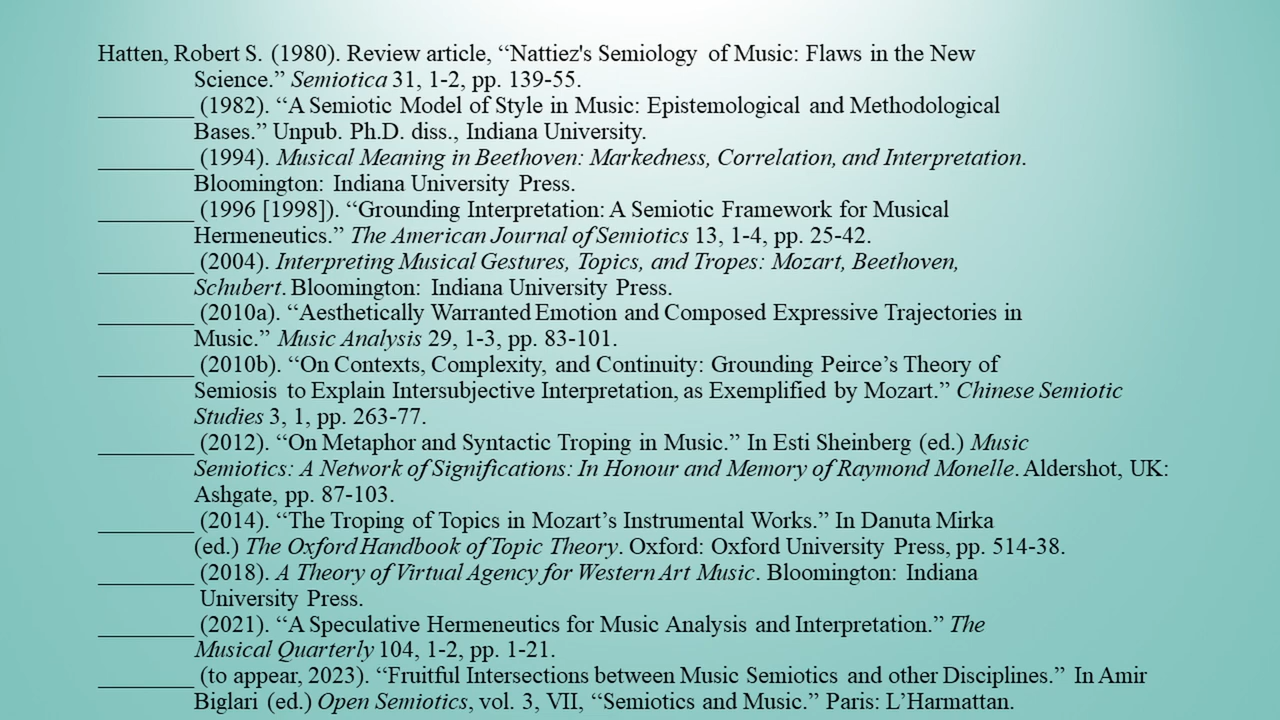 Hatten, Robert S. (1980). Review article, “Nattiez's Semiology of Music: Flaws in the New
Science.” Semiotica 31, 1-2, pp. 139-55.
________ (1982). “A Semiotic Model of Style in Music: Epistemological and Methodological
Bases.” Unpub. Ph.D. diss., Indiana University.
________ (1994). Musical Meaning in Beethoven: Markedness, Correlation, and Interpretation.
Bloomington: Indiana University Press.
________ (1996 [1998]). “Grounding Interpretation: A Semiotic Framework for Musical
Hermeneutics.” The American Journal of Semiotics 13, 1-4, pp. 25-42.
________ (2004). Interpreting Musical Gestures, Topics, and Tropes: Mozart, Beethoven,
Schubert. Bloomington: Indiana University Press.
________ (2010a). “Aesthetically Warranted Emotion and Composed Expressive Trajectories in
Music.” Music Analysis 29, 1-3, pp. 83-101.
________ (2010b). “On Contexts, Complexity, and Continuity: Grounding Peirce’s Theory of
Semiosis to Explain Intersubjective Interpretation, as Exemplified by Mozart.” Chinese Semiotic
Studies 3, 1, pp. 263-77.
________ (2012). “On Metaphor and Syntactic Troping in Music.” In Esti Sheinberg (ed.) Music
Semiotics: A Network of Significations: In Honour and Memory of Raymond Monelle. Aldershot, UK:
Ashgate, pp. 87-103.
________ (2014). “The Troping of Topics in Mozart’s Instrumental Works.” In Danuta Mirka
(ed.) The Oxford Handbook of Topic Theory. Oxford: Oxford University Press, pp. 514-38.
________ (2018). A Theory of Virtual Agency for Western Art Music. Bloomington: Indiana
University Press.
________ (2021). “A Speculative Hermeneutics for Music Analysis and Interpretation.” The
Musical Quarterly 104, 1-2, pp. 1-21.
________ (to appear, 2023). “Fruitful Intersections between Music Semiotics and other Disciplines.” In Amir
Biglari (ed.) Open Semiotics, vol. 3, VII, “Semiotics and Music.” Paris: L’Harmattan.